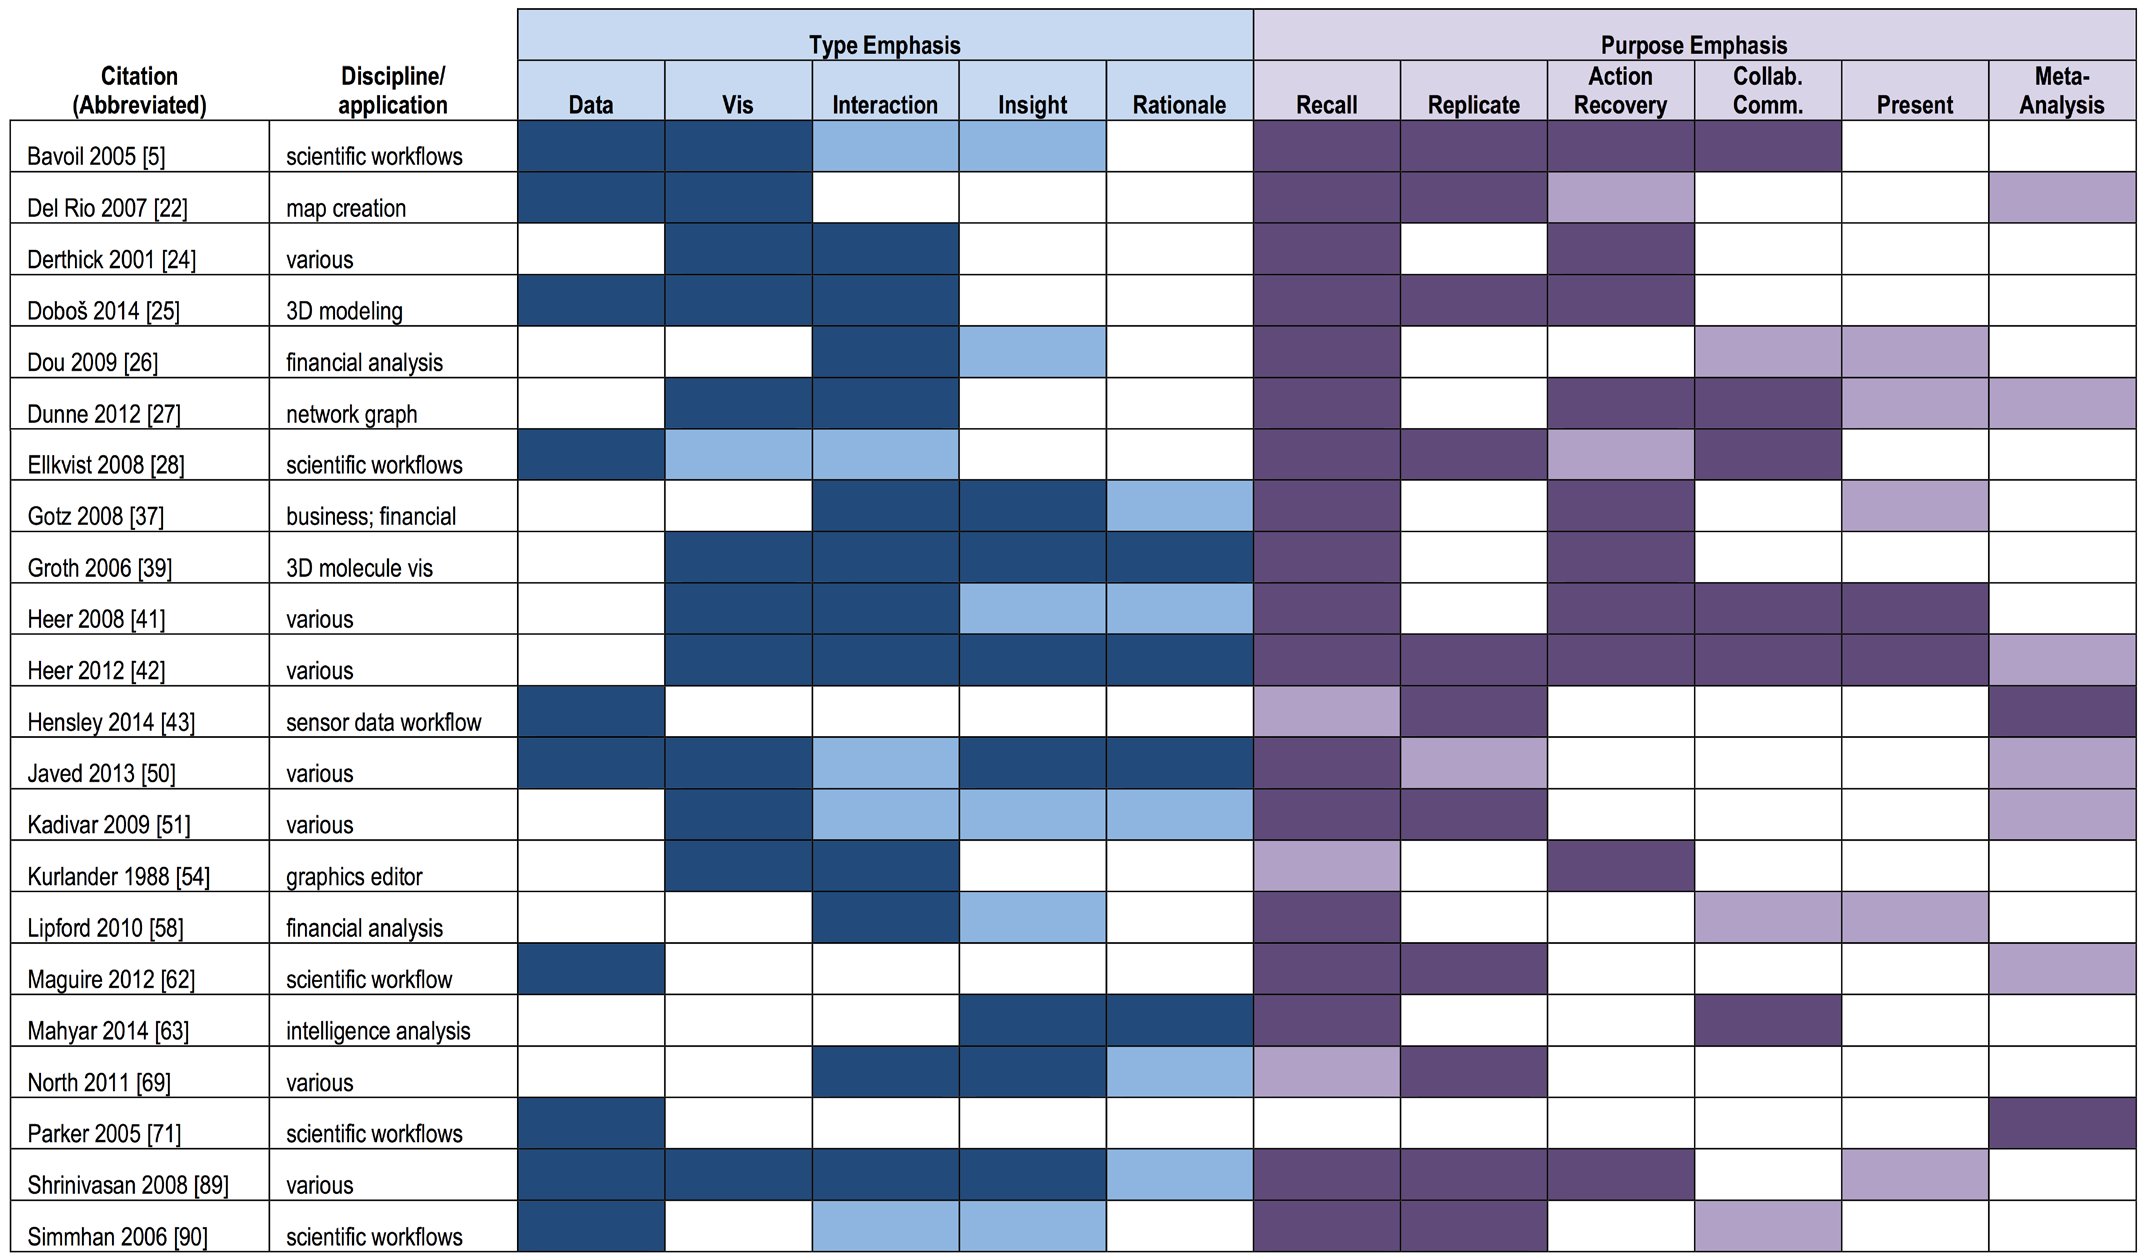 Type Emphasis Purpose Emphasis
Citation Discipline/ Action Collab. Meta-
(Abbreviated) application Data Vis Interaction Insight Rationale Recall Replicate Recovery Comm. Present Analysis
Bavoil 2005 [5] scientific workflows
Del Rio 2007 [22] map creation
Derthick 2001 [24] various
Doboš 2014 [25] 3D modeling
Dou 2009 [26] financial analysis
Dunne 2012 [27] network graph
Ellkvist 2008 [28] scientific workflows
Gotz 2008 [37] business; financial
Groth 2006 [39] 3D molecule vis
Heer 2008 [41] various
Heer 2012 [42] various
Hensley 2014 [43] sensor data workflow
Javed 2013 [50] various
Kadivar 2009 [51] various
Kurlander 1988 [54] graphics editor
Lipford 2010 [58] financial analysis
Maguire 2012 [62] scientific workflow
Mahyar 2014 [63] intelligence analysis
North 2011 [69] various
Parker 2005 [71] scientific workflows
Shrinivasan 2008 [89] various
Simmhan 2006 [90] scientific workflows